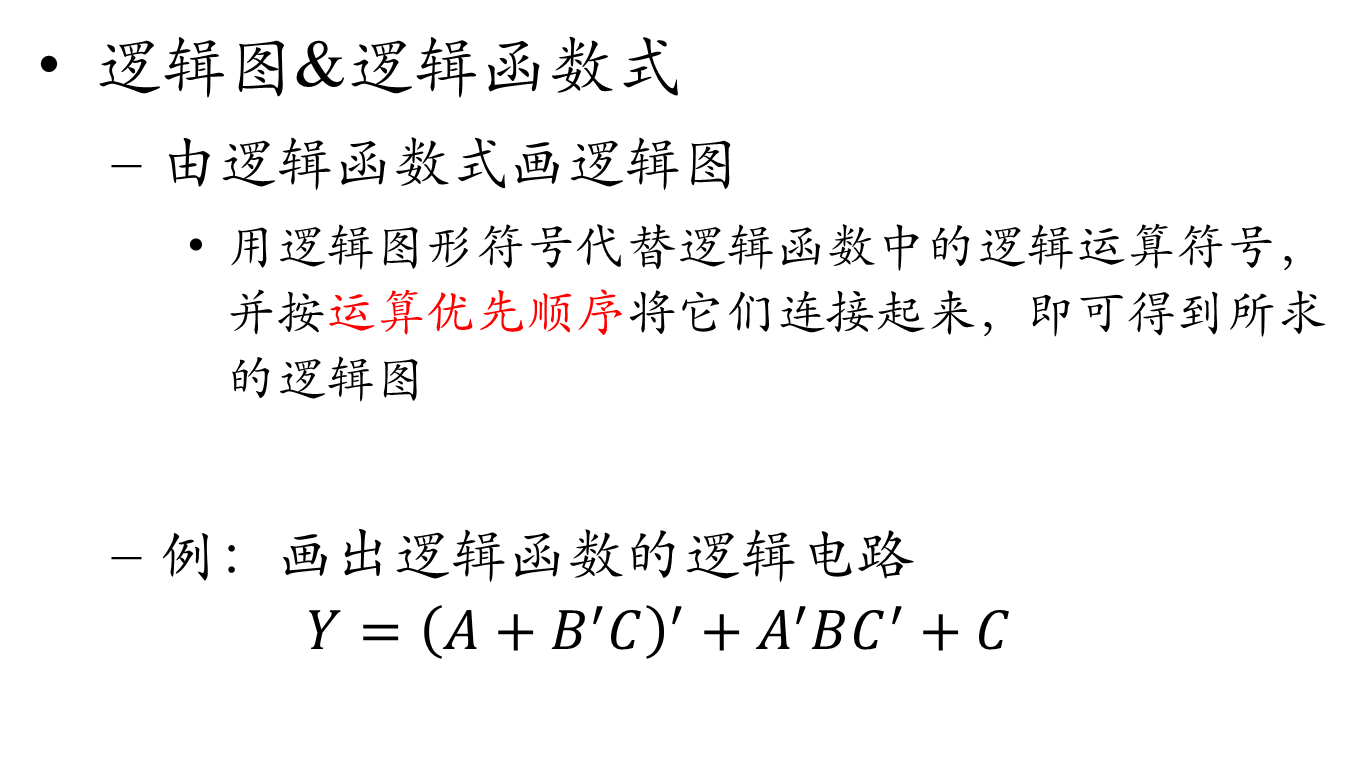 • 逻辑图&逻辑函数式
– 由逻辑函数式画逻辑图
• 用逻辑图形符号代替逻辑函数中的逻辑运算符号，
并按运算优先顺序将它们连接起来，即可得到所求
的逻辑图
– 例： 画出逻辑函数的逻辑电路
Y = (A + B′C)′ + A′BC′ + C